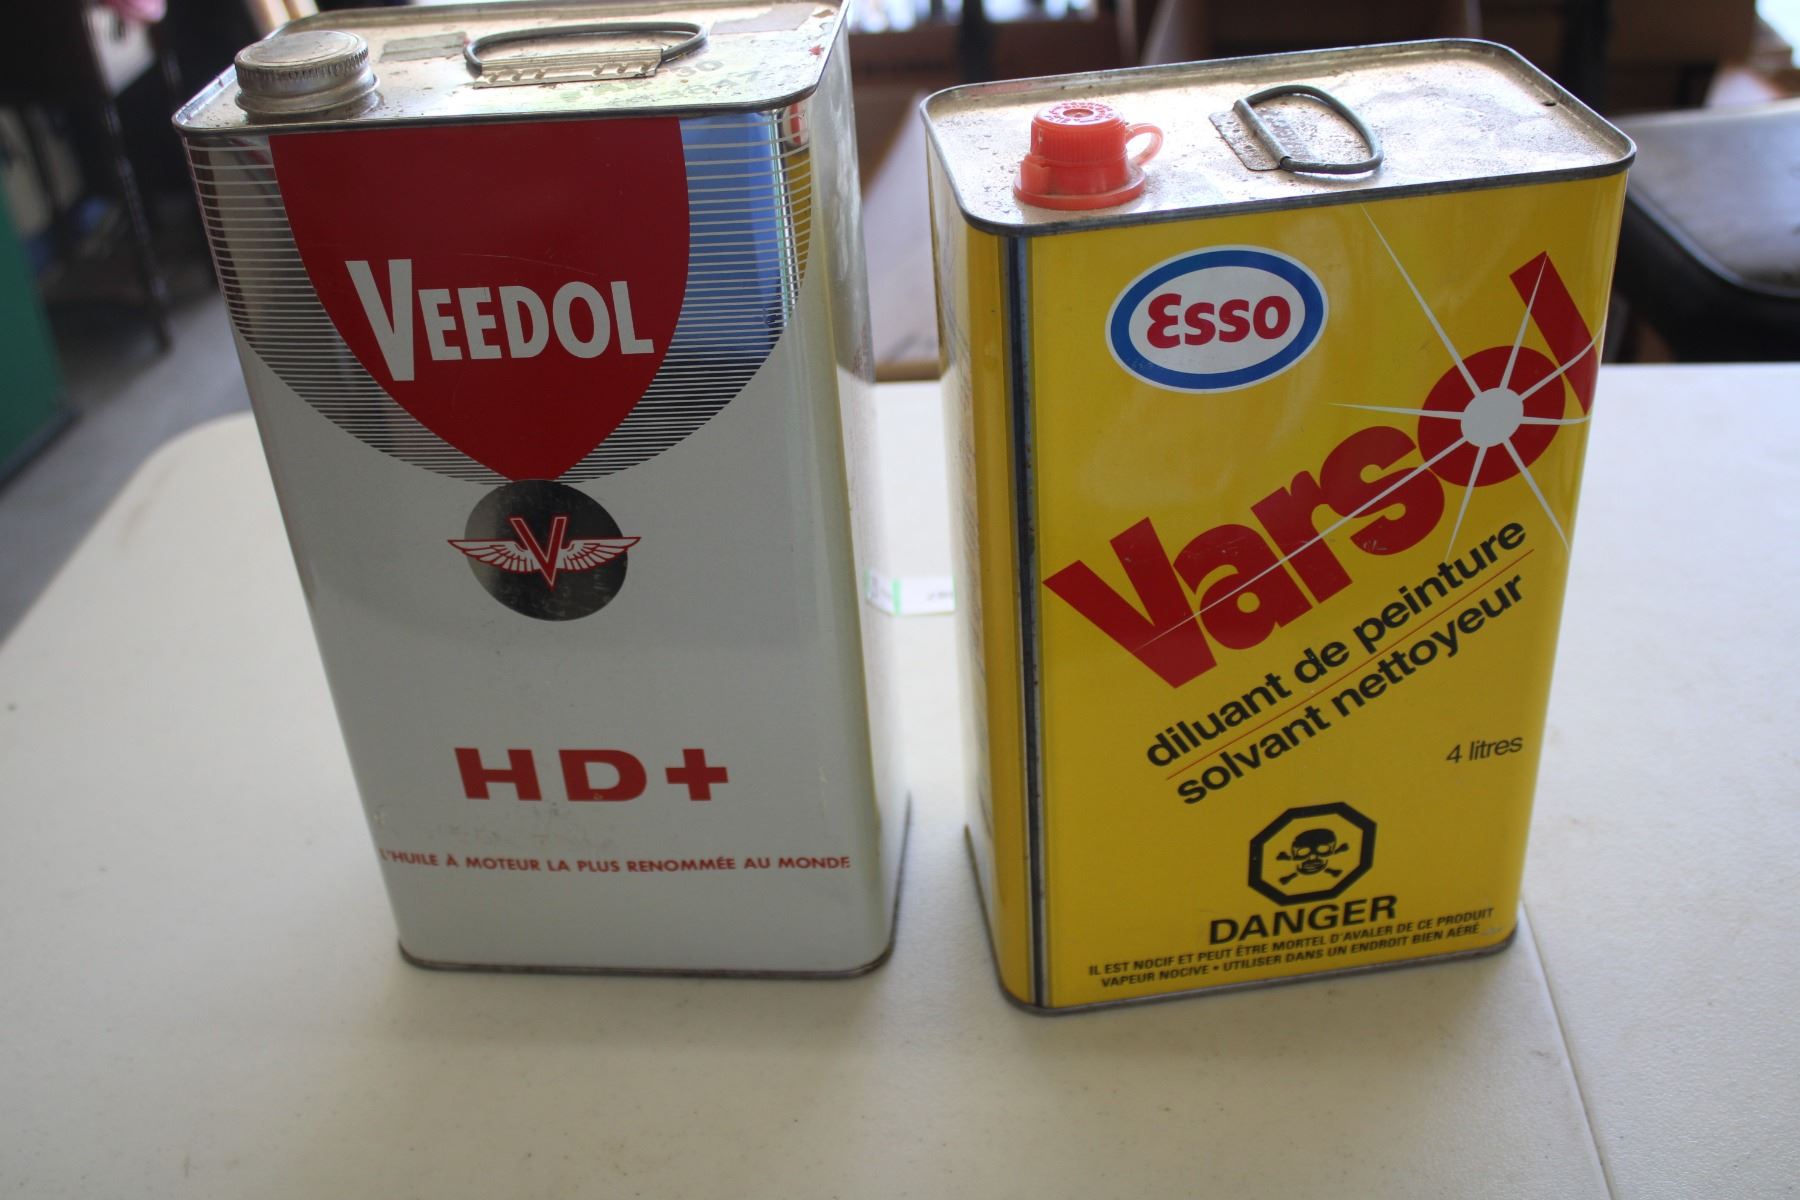 VEEDOL
V
HD+
L'HUILE À MOTEUR LA PLUS RENOMMÉE AU MONDE
Esso
Varsol
diluant de peinture
solvant nettoyeur
4 litres
DANGER
IL EST NOCIF ET PEUT ÊTRE MORTEL D'AVALER DE CE PRODUIT
VAPEUR NOCIVE • UTILISER DANS UN ENDROIT BIEN AÉRÉ